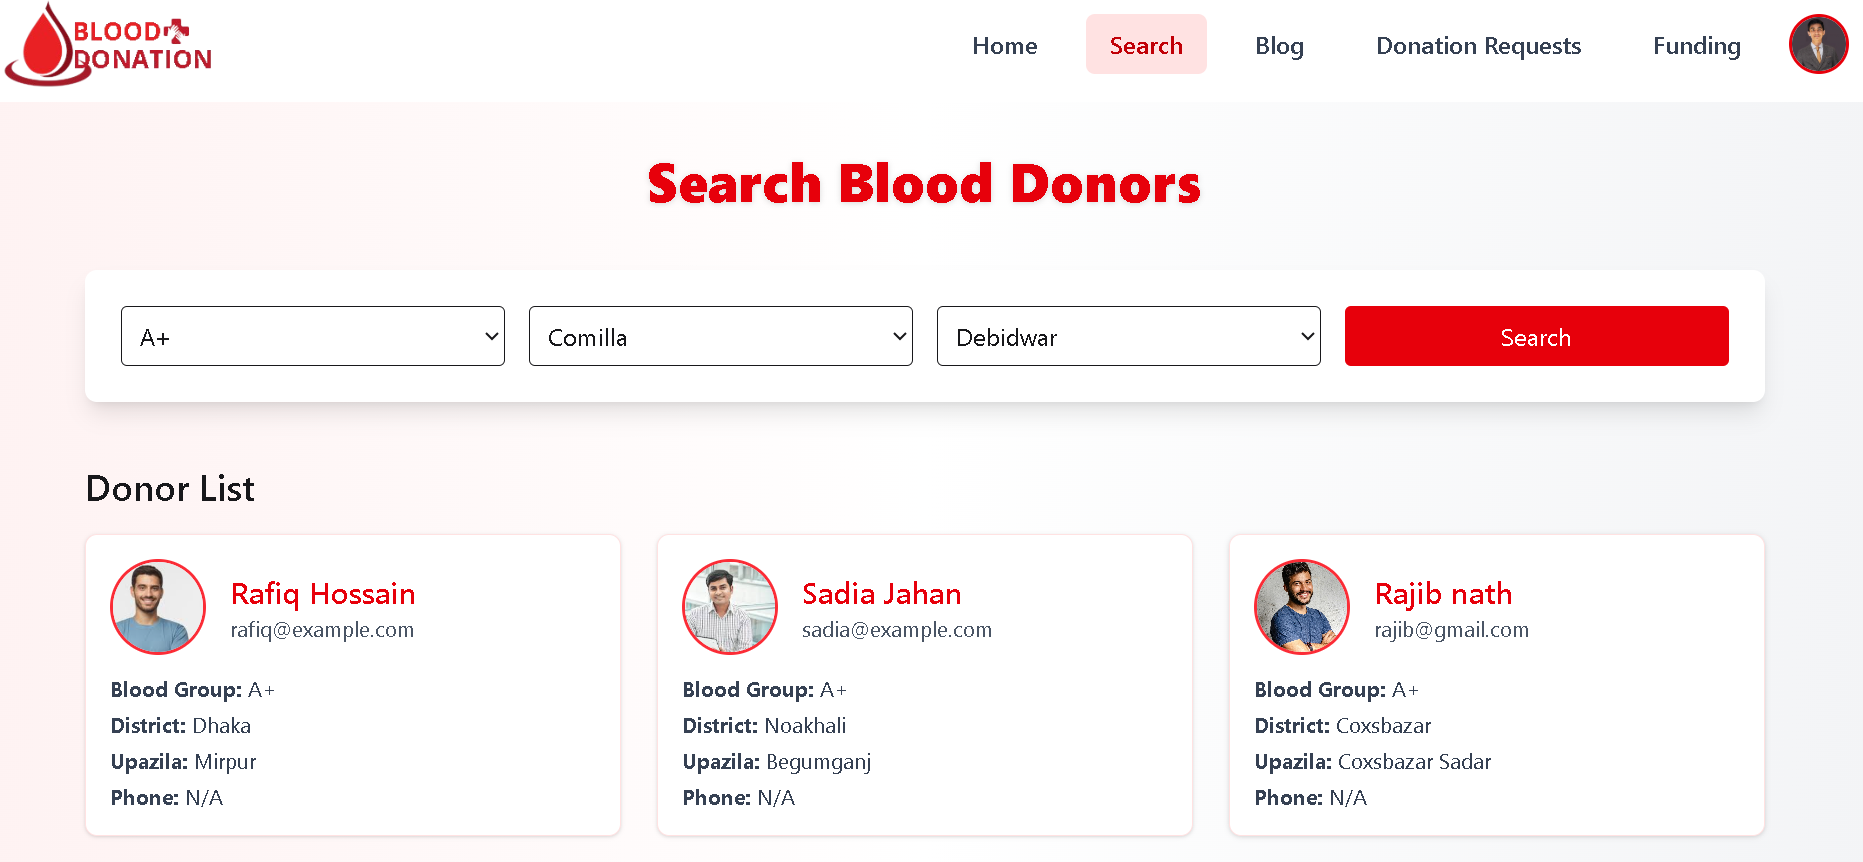 BLOOD
DONATION
Home Search Blog Donation Requests Funding
Search Blood Donors
A+ Comilla Debidwar Search
Donor List
Rafiq Hossain
rafiq@example.com
Blood Group: A+
District: Dhaka
Upazila: Mirpur
Phone: N/A
Sadia Jahan
sadia@example.com
Blood Group: A+
District: Noakhali
Upazila: Begumganj
Phone: N/A
Rajib nath
rajib@gmail.com
Blood Group: A+
District: Coxsbazar
Upazila: Coxsbazar Sadar
Phone: N/A